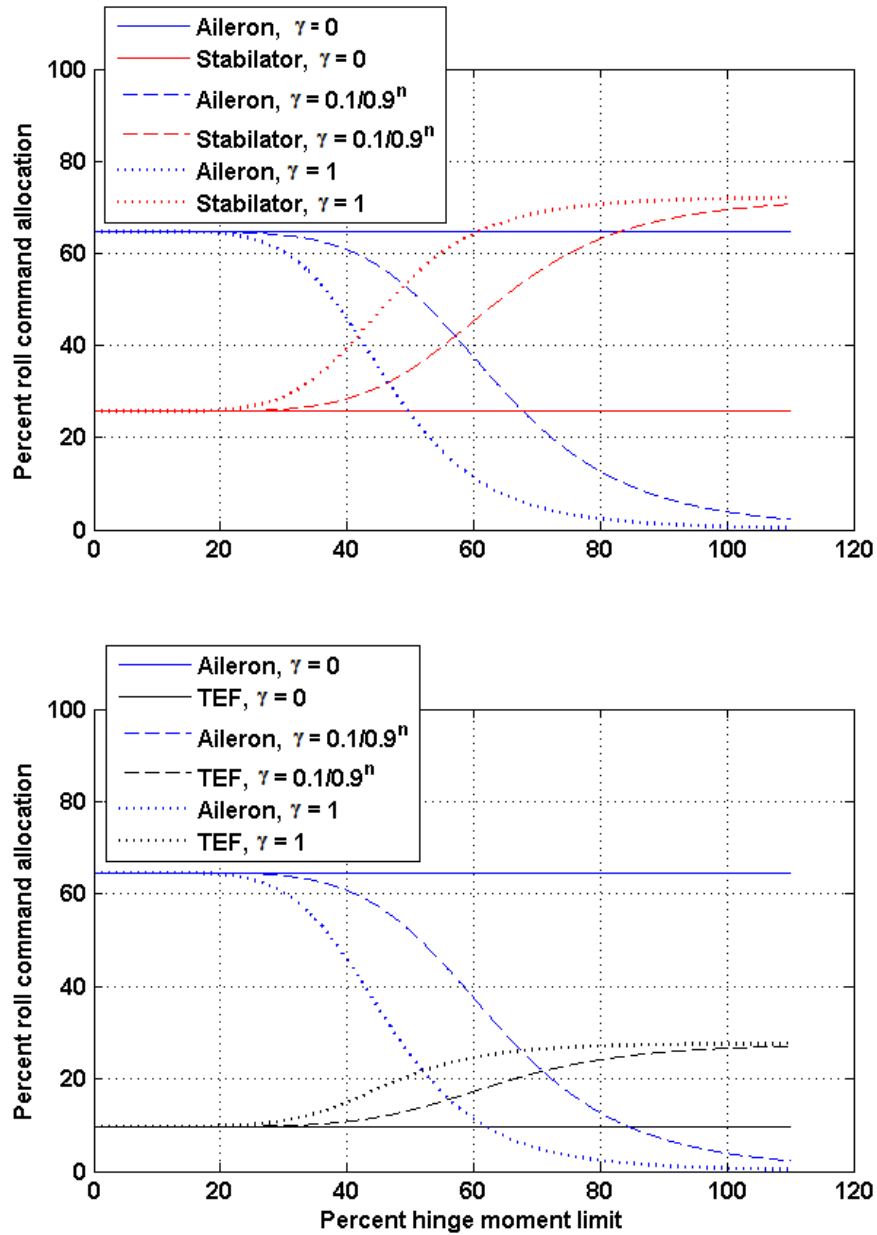 Aileron, γ = 0
Stabilator, γ = 0
Aileron, γ = 0.1/0.9ⁿ
Stabilator, γ = 0.1/0.9ⁿ
Aileron, γ = 1
Stabilator, γ = 1
Percent roll command allocation
100
80
60
40
20
0
0 20 40 60 80 100 120
Aileron, γ = 0
TEF, γ = 0
Aileron, γ = 0.1/0.9ⁿ
TEF, γ = 0.1/0.9ⁿ
Aileron, γ = 1
TEF, γ = 1
Percent roll command allocation
100
80
60
40
20
0
0 20 40 60 80 100 120
Percent hinge moment limit